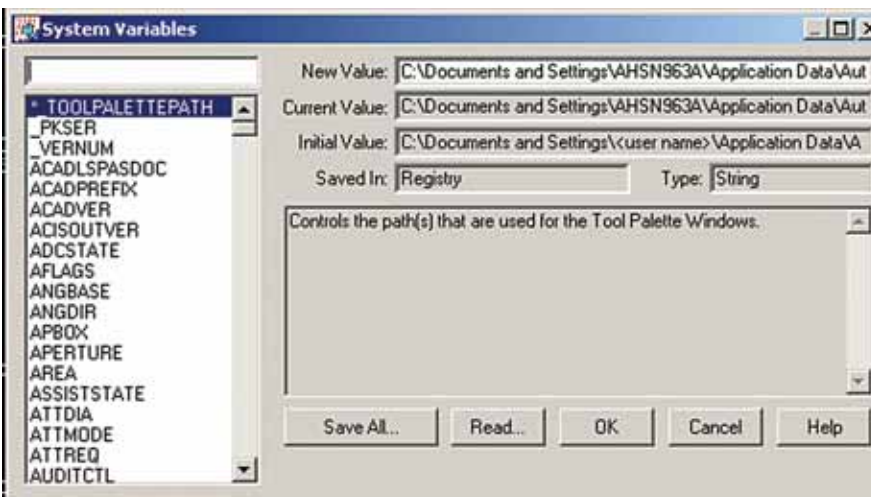 System Variables
New Value: C:\Documents and Settings\AHSN963A\Application Data\Aut
Current Value: C:\Documents and Settings\AHSN963A\Application Data\Aut
Initial Value: C:\Documents and Settings\<user name>\Application Data\A
Saved In: Registry Type: String
Controls the path(s) that are used for the Tool Palette Windows.
* _TOOLPALETTEPATH
_PKSER
_VERNUM
ACADLSPASDOC
ACADPREFIX
ACADVER
ACISOUTVER
ADCSTATE
AFLAGS
ANGBASE
ANGDIR
APBOX
APERTURE
AREA
ASSISTSTATE
ATTDIA
ATTMODE
ATTREQ
AUDITCTL
Save All... Read... OK Cancel Help